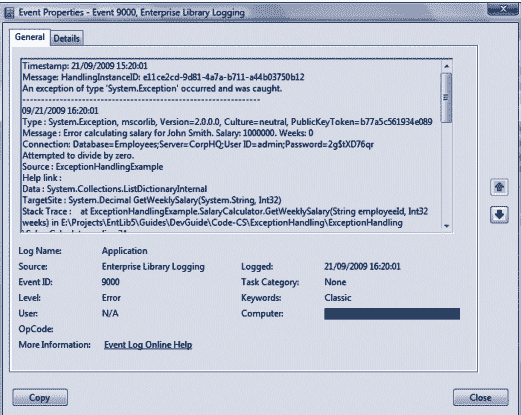 Event Properties - Event 9000, Enterprise Library Logging
General
Details
Timestamp: 21/09/2009 15:20:01
Message: HandlingInstanceID: e11ce2cd-9d81-4a7a-b711-a44b03750b12
An exception of type 'System.Exception' occurred and was caught.
----------------------------------------------------------------
09/21/2009 16:20:01
Type : System.Exception, mscorlib, Version=2.0.0.0, Culture=neutral, PublicKeyToken=b77a5c561934e089
Message : Error calculating salary for John Smith. Salary: 1000000. Weeks: 0
Connection: Database=Employees;Server=CorpHQ;User ID=admin;Password=2g$tXD76qr
Attempted to divide by zero.
Source : ExceptionHandlingExample
Help link :
Data : System.Collections.ListDictionaryInternal
TargetSite : System.Decimal GetWeeklySalary(System.String, Int32)
Stack Trace : at ExceptionHandlingExample.SalaryCalculator.GetWeeklySalary(String employeeId, Int32
weeks) in E:\Projects\EntLib5\Guides\DevGuide\Code-CS\ExceptionHandling\ExceptionHandling
Log Name: Application
Source: Enterprise Library Logging Logged: 21/09/2009 16:20:01
Event ID: 9000 Task Category: None
Level: Error Keywords: Classic
User: N/A Computer:
OpCode:
More Information: Event Log Online Help
Copy
Close